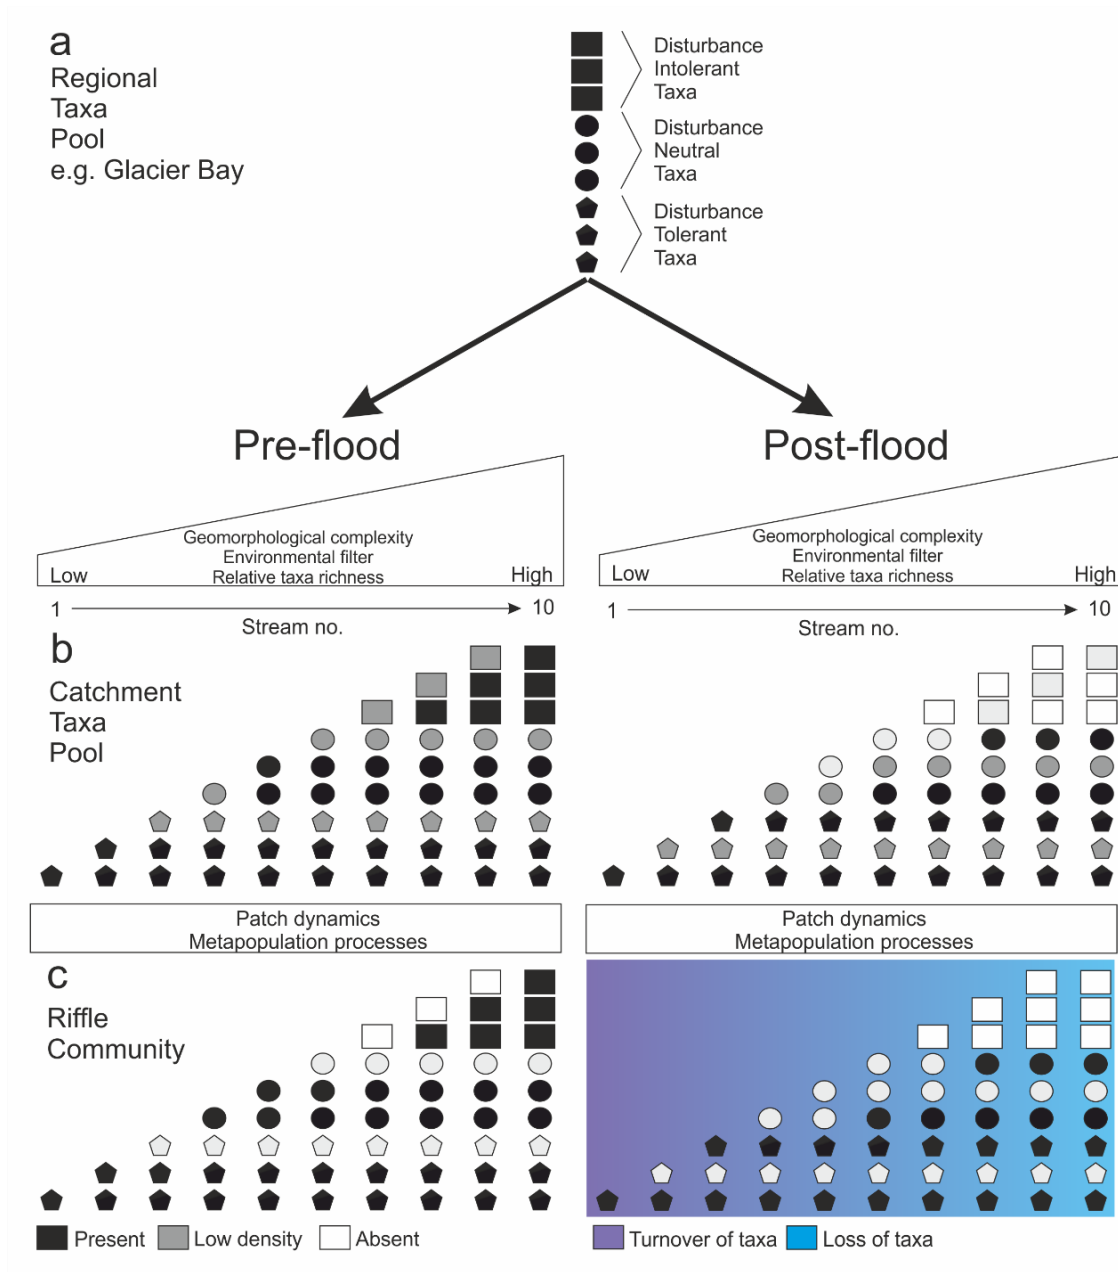 a
Regional
Taxa
Pool
e.g. Glacier Bay
Disturbance
Intolerant
Taxa
Disturbance
Neutral
Taxa
Disturbance
Tolerant
Taxa
Pre-flood
Post-flood
Geomorphological complexity
Environmental filter
Low Relative taxa richness High
1 10
Stream no.
Geomorphological complexity
Environmental filter
Low Relative taxa richness High
1 10
Stream no.
b
Catchment
Taxa
Pool
Patch dynamics
Metapopulation processes
Patch dynamics
Metapopulation processes
c
Riffle
Community
Present Low density Absent
Turnover of taxa Loss of taxa